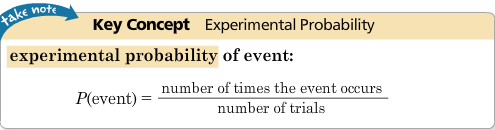 take note
Key Concept Experimental Probability
experimental probability of event:
P(event) = number of times the event occurs
number of trials